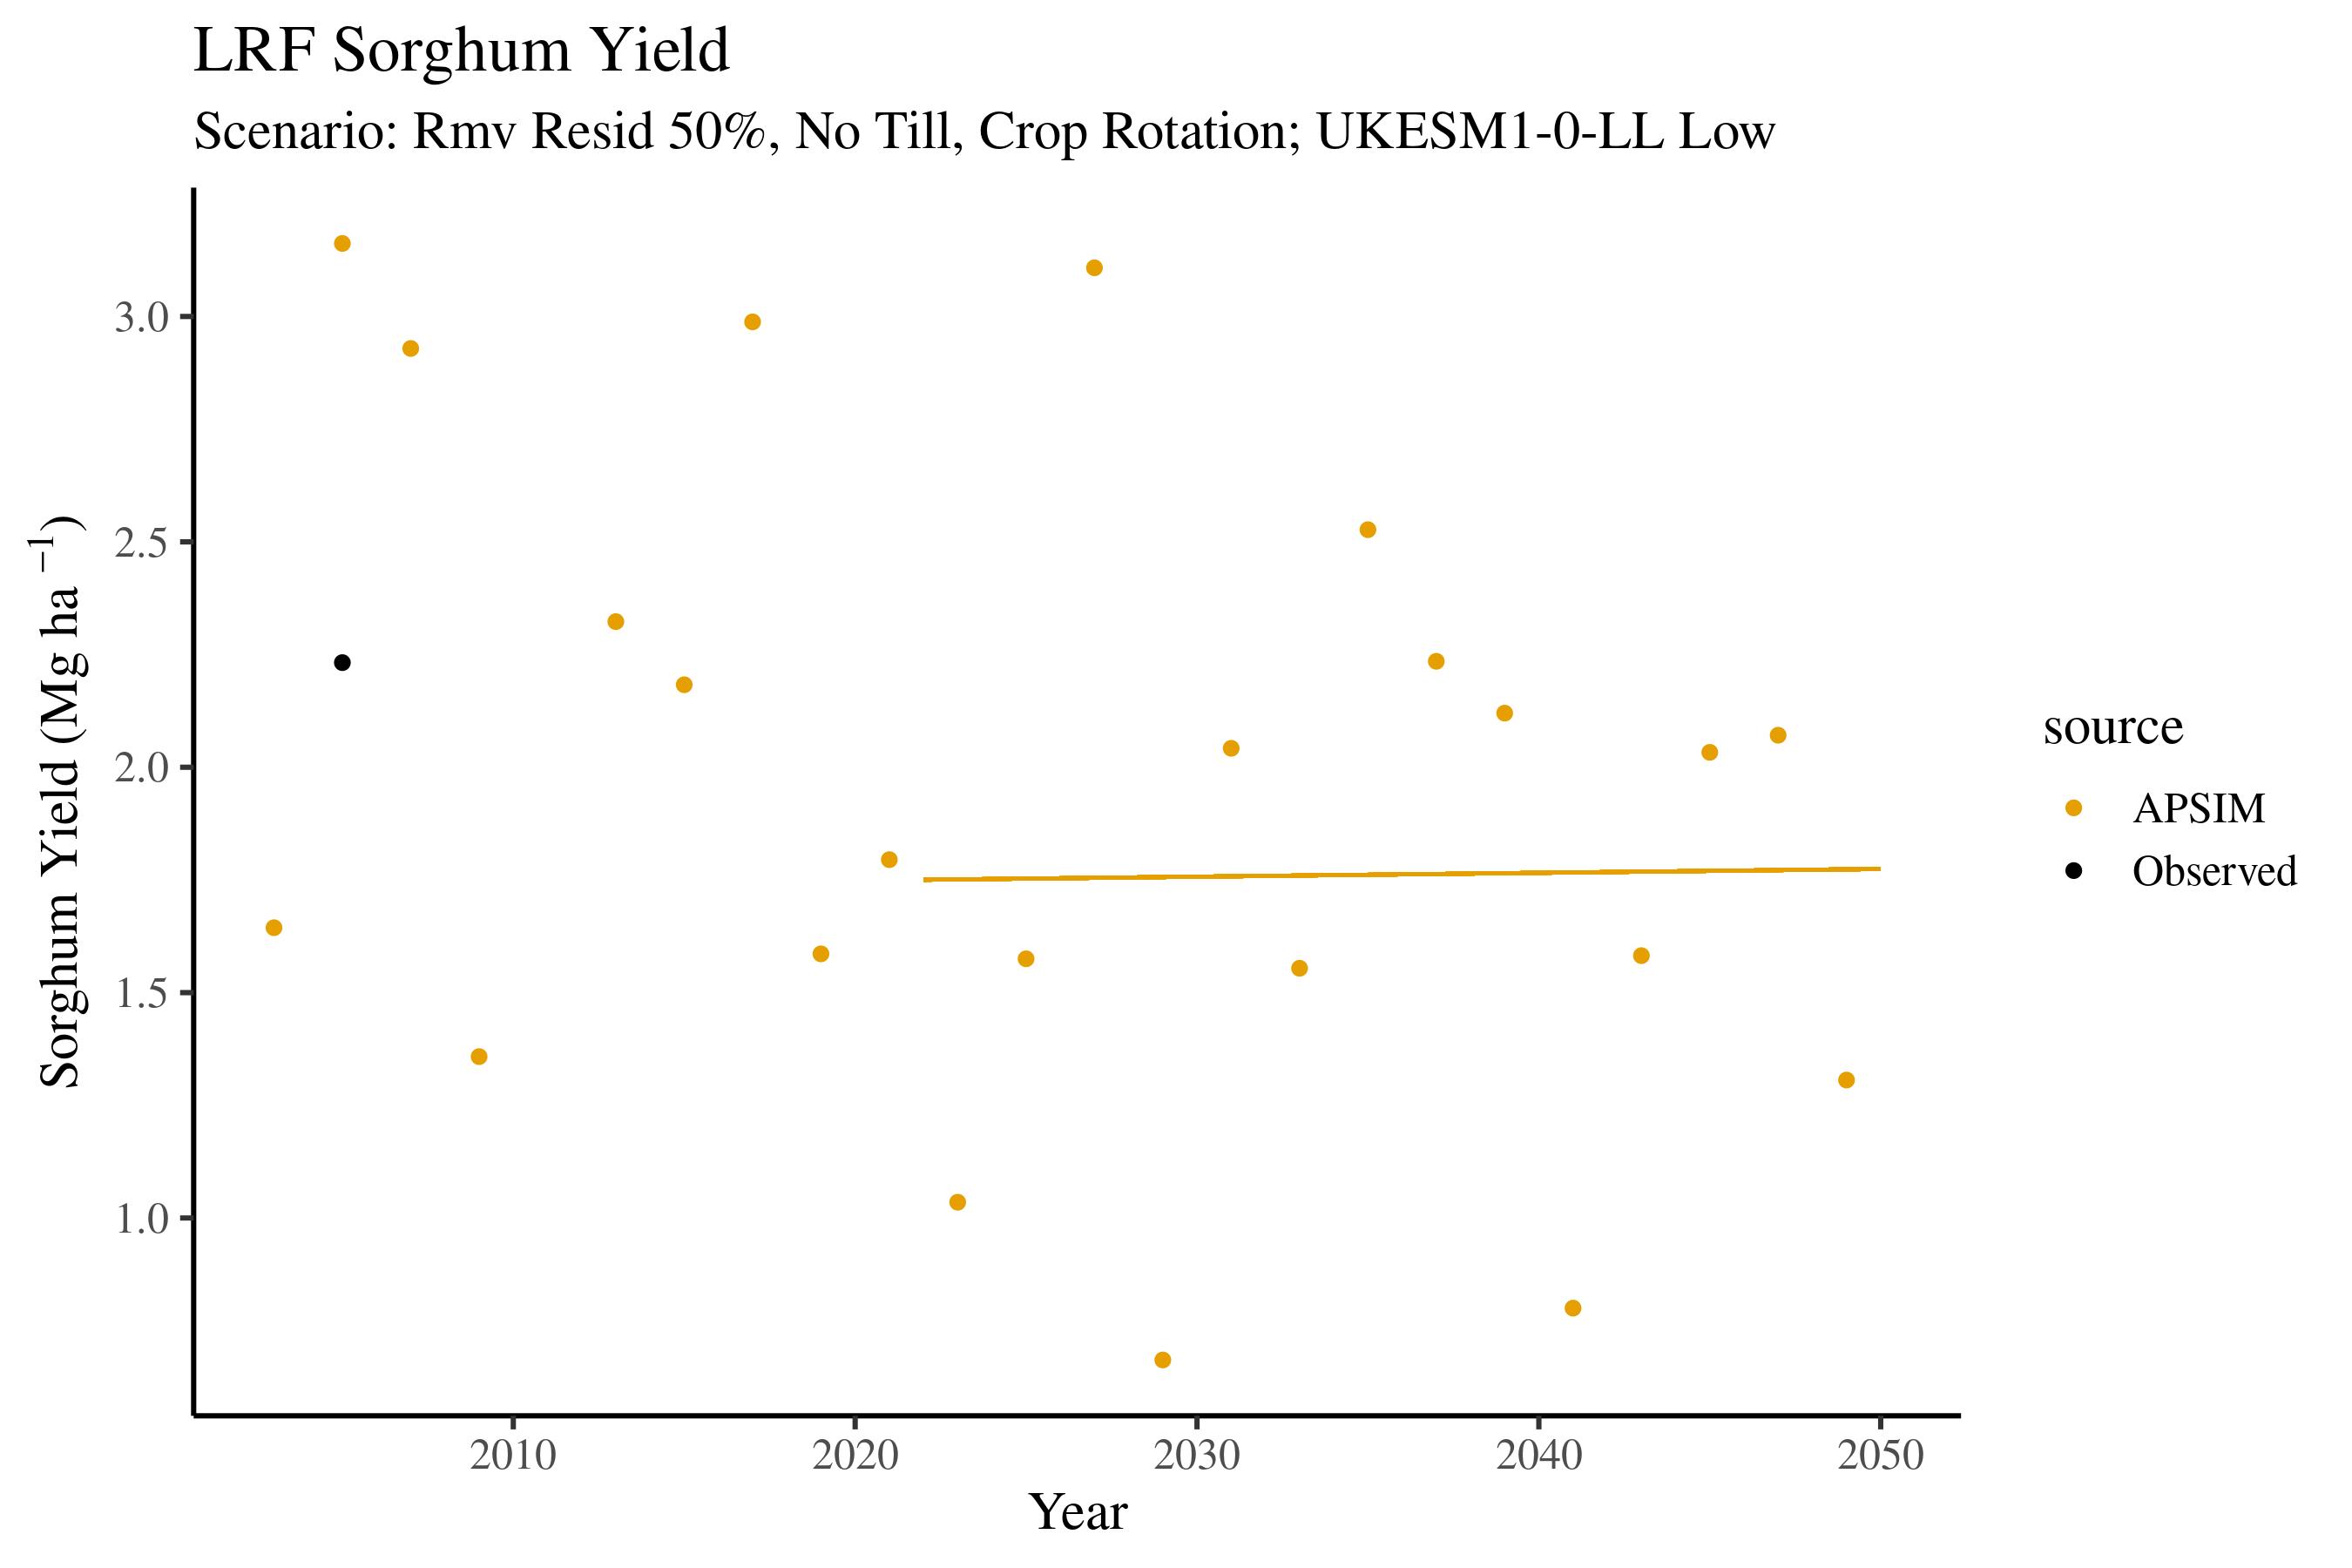 LRF Sorghum Yield
Scenario: Rmv Resid 50%, No Till, Crop Rotation; UKESM1-0-LL Low
Sorghum Yield (Mg ha −1)
3.0
2.5
2.0
1.5
1.0
2010 2020 2030 2040 2050
Year
source
APSIM
Observed